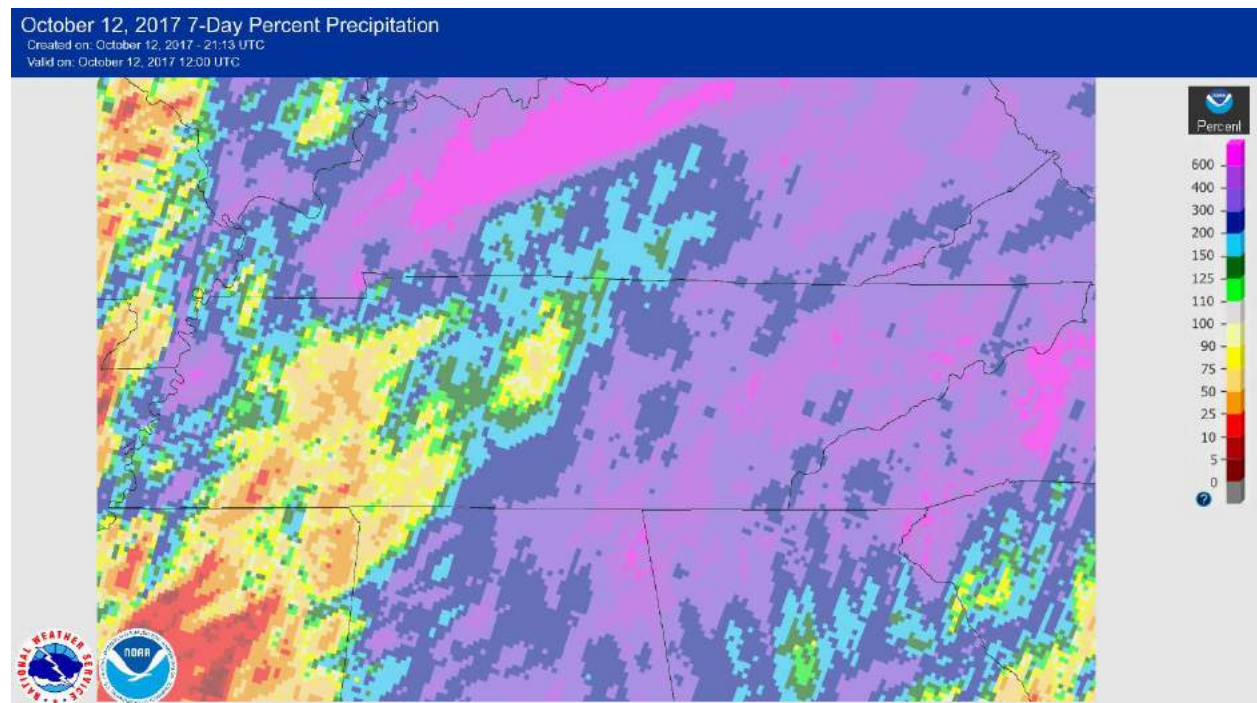 October 12, 2017 7-Day Percent Precipitation
Created on: October 12, 2017 - 21:13 UTC
Valid on: October 12, 2017 12:00 UTC
NOAA
Percent
600
400
300
200
150
125
110
100
90
75
50
25
10
5
0
?
NATIONAL WEATHER SERVICE
NOAA